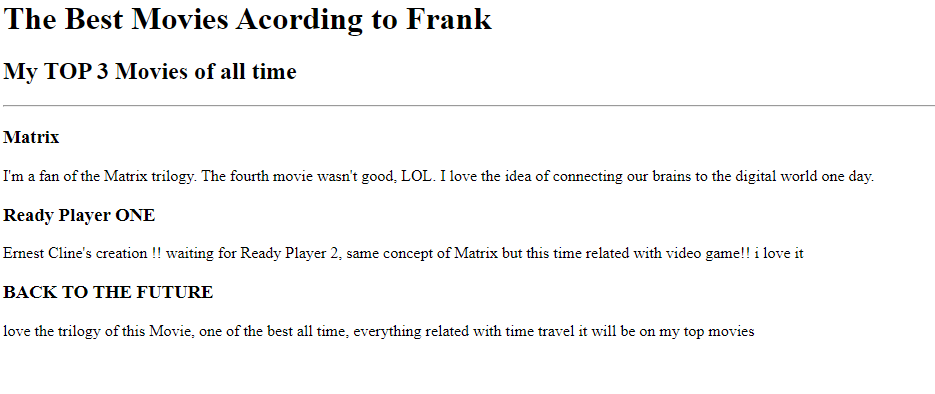 The Best Movies Acording to Frank
My TOP 3 Movies of all time
Matrix
I'm a fan of the Matrix trilogy. The fourth movie wasn't good, LOL. I love the idea of connecting our brains to the digital world one day.
Ready Player ONE
Ernest Cline's creation !! waiting for Ready Player 2, same concept of Matrix but this time related with video game!! i love it
BACK TO THE FUTURE
love the trilogy of this Movie, one of the best all time, everything related with time travel it will be on my top movies